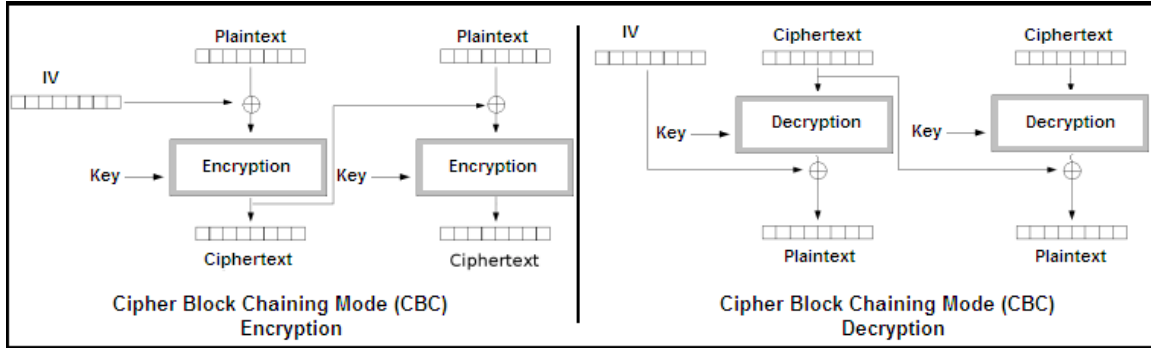 Plaintext
Plaintext
IV
Key
Encryption
Key
Encryption
Ciphertext
Ciphertext
Cipher Block Chaining Mode (CBC)
Encryption
IV
Ciphertext
Ciphertext
Key
Decryption
Key
Decryption
Plaintext
Plaintext
Cipher Block Chaining Mode (CBC)
Decryption